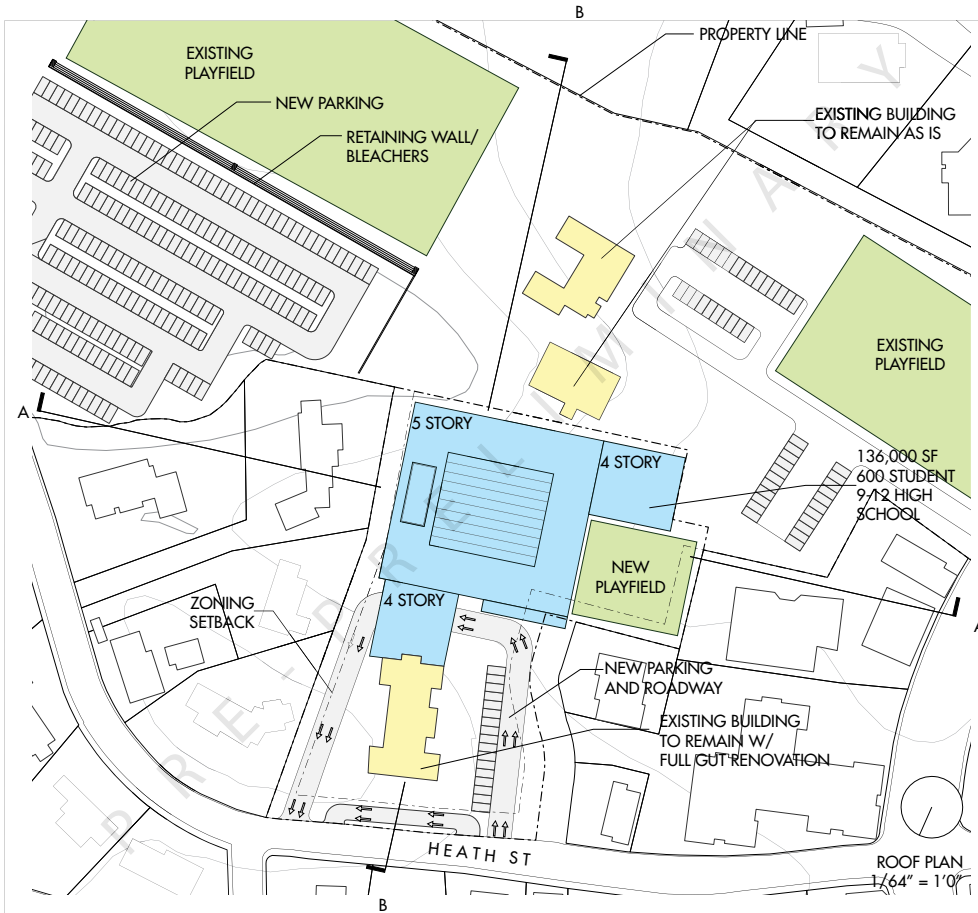 B
PROPERTY LINE
EXISTING
PLAYFIELD
NEW PARKING
RETAINING WALL/
BLEACHERS
EXISTING BUILDING
TO REMAIN AS IS
EXISTING
PLAYFIELD
A
5 STORY
4 STORY
136,000 SF
600 STUDENT
9-12 HIGH
SCHOOL
NEW
PLAYFIELD
4 STORY
ZONING
SETBACK
A
NEW PARKING
AND ROADWAY
EXISTING BUILDING
TO REMAIN W/
FULL GUT RENOVATION
HEATH ST
ROOF PLAN
1/64" = 1'0"
B
PRE-PRELIMINARY